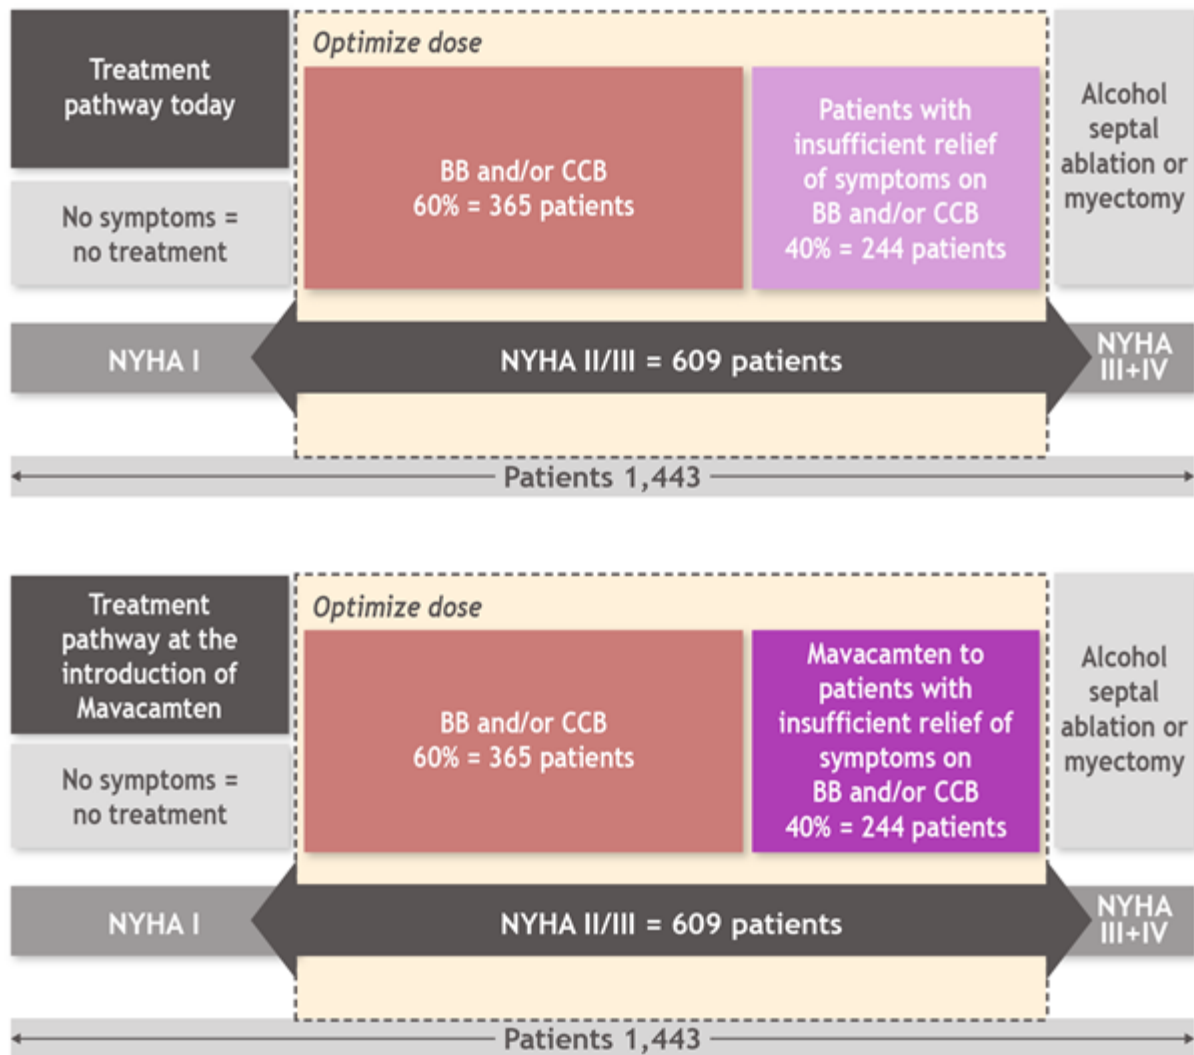 Treatment
pathway today
No symptoms =
no treatment
Optimize dose
BB and/or CCB
60% = 365 patients
Patients with
insufficient relief
of symptoms on
BB and/or CCB
40% = 244 patients
Alcohol
septal
ablation or
myectomy
NYHA I
NYHA II/III = 609 patients
NYHA
III+IV
Patients 1,443
Treatment
pathway at the
introduction of
Mavacamten
No symptoms =
no treatment
Optimize dose
BB and/or CCB
60% = 365 patients
Mavacamten to
patients with
insufficient relief of
symptoms on
BB and/or CCB
40% = 244 patients
Alcohol
septal
ablation or
myectomy
NYHA I
NYHA II/III = 609 patients
NYHA
III+IV
Patients 1,443